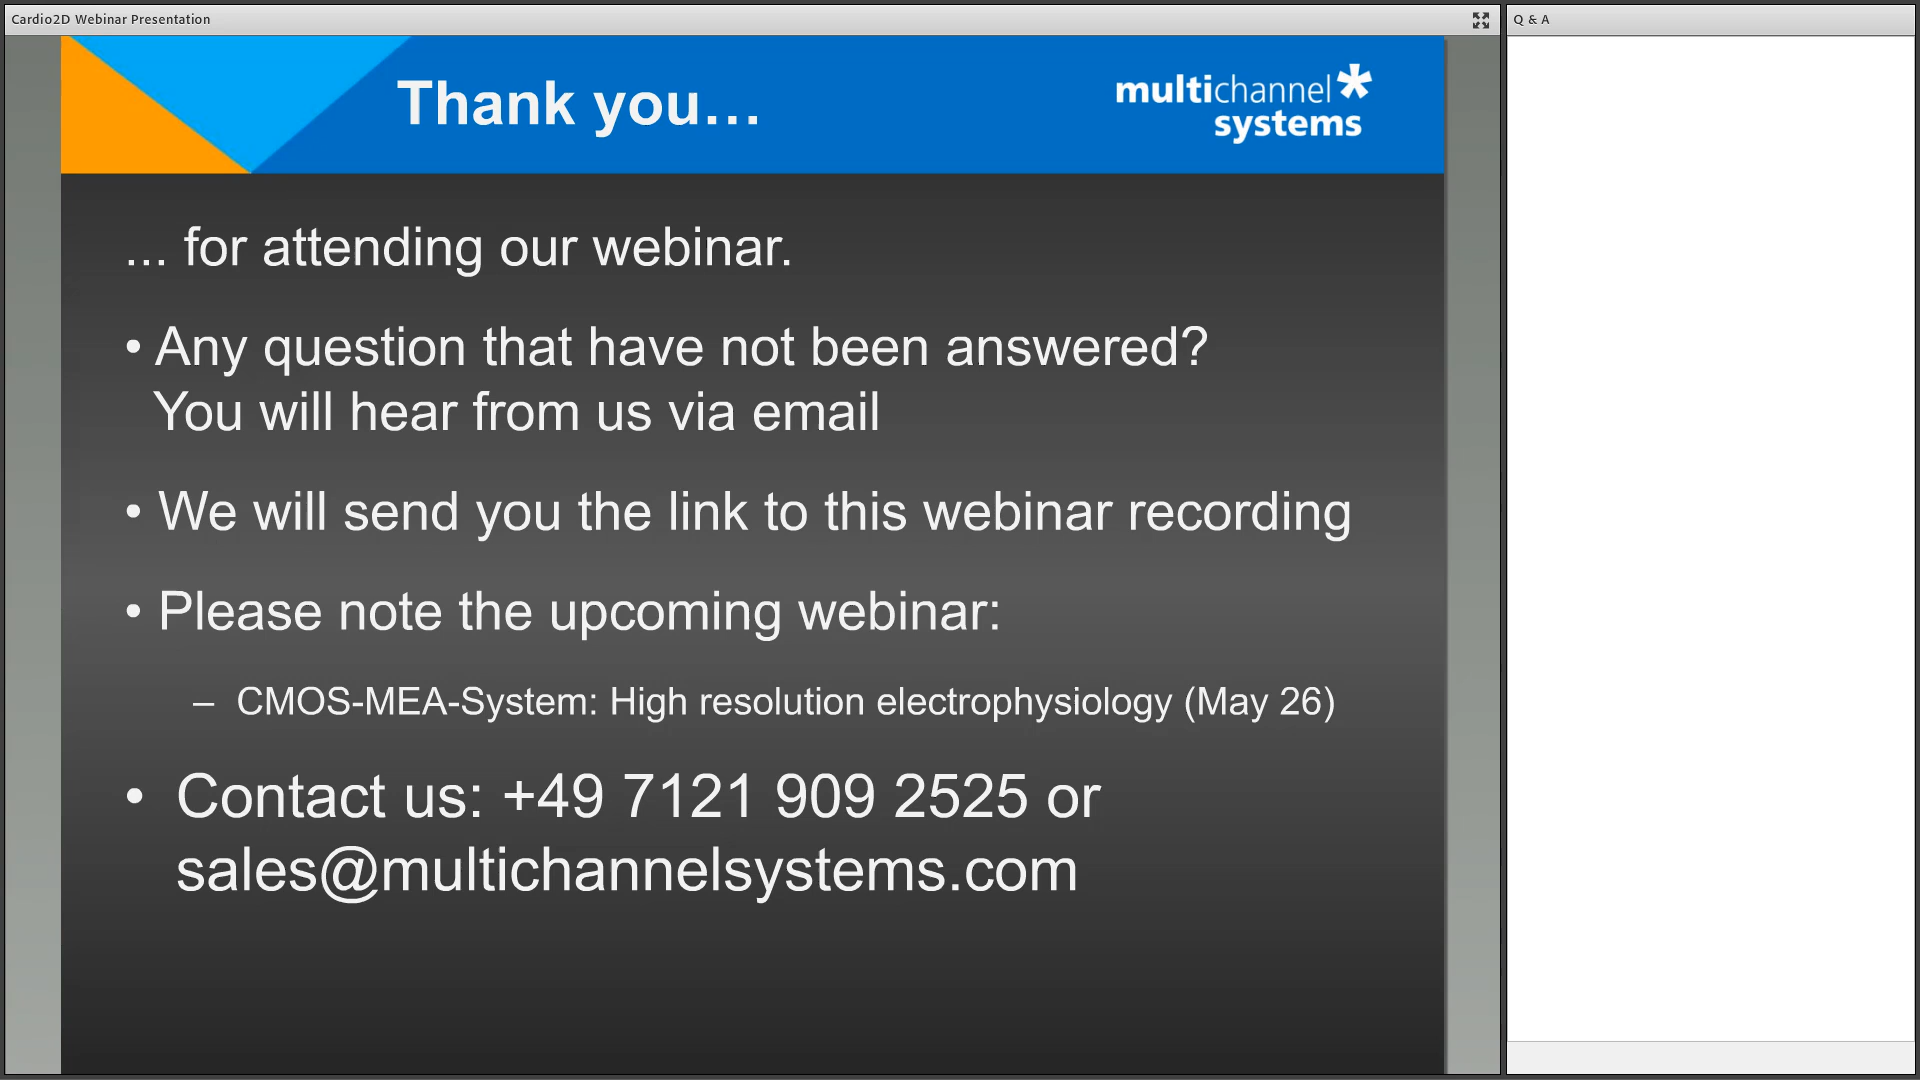 Cardio2D Webinar Presentation
Q & A
Thank you...
multichannel
systems
... for attending our webinar.
• Any question that have not been answered?
You will hear from us via email
• We will send you the link to this webinar recording
• Please note the upcoming webinar:
– CMOS-MEA-System: High resolution electrophysiology (May 26)
• Contact us: +49 7121 909 2525 or
sales@multichannelsystems.com